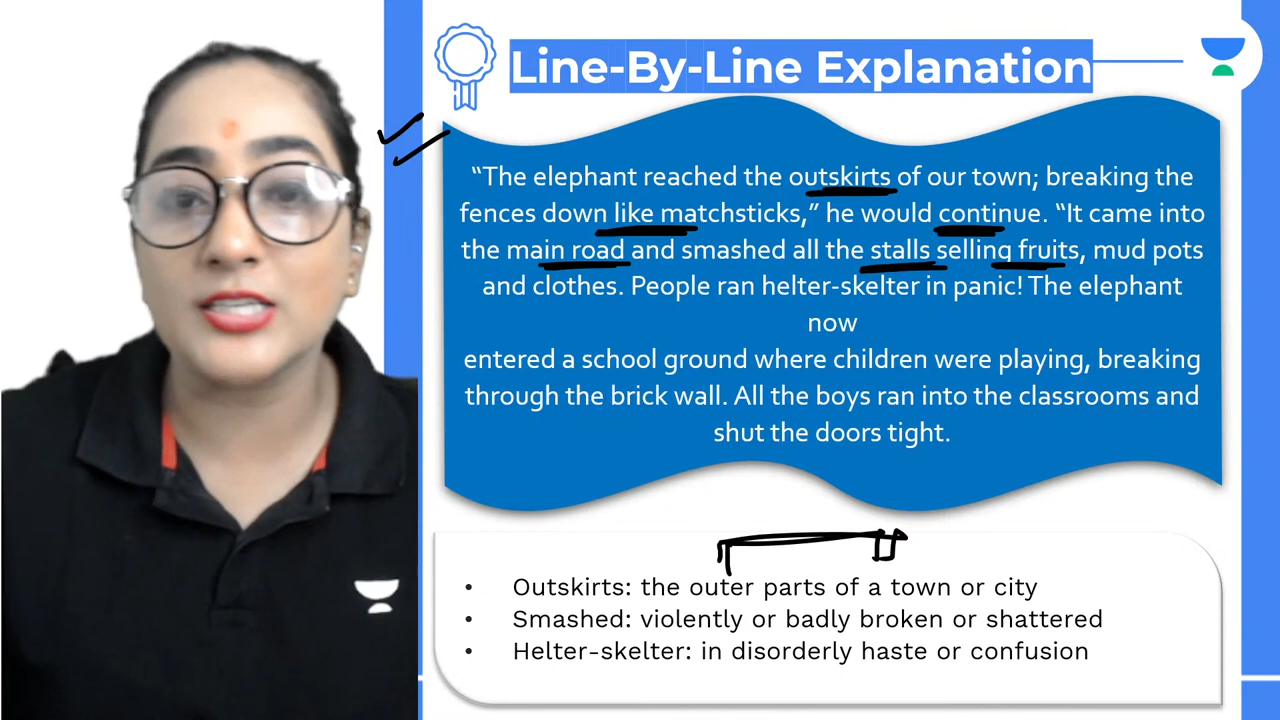 Line-By-Line Explanation
“The elephant reached the outskirts of our town; breaking the
fences down like matchsticks,” he would continue. “It came into
the main road and smashed all the stalls selling fruits, mud pots
and clothes. People ran helter-skelter in panic! The elephant
now
entered a school ground where children were playing, breaking
through the brick wall. All the boys ran into the classrooms and
shut the doors tight.
• Outskirts: the outer parts of a town or city
• Smashed: violently or badly broken or shattered
• Helter-skelter: in disorderly haste or confusion